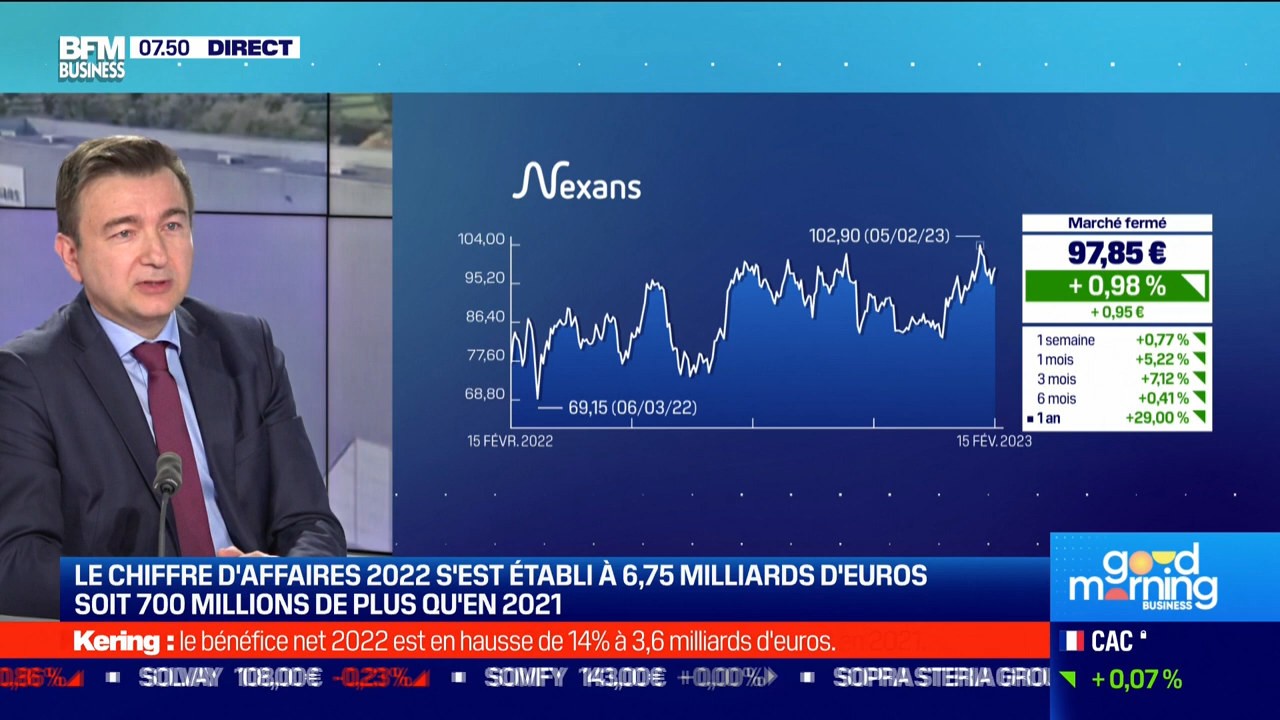 BFM
BUSINESS
07.50 DIRECT
Nexans
104,00
95,20
86,40
77,60
68,80
102,90 (05/02/23)
69,15 (06/03/22)
15 FÉVR. 2022
15 FÉV. 2023
Marché fermé
97,85 €
+ 0,98 %
+ 0,95 €
1 semaine +0,77 %
1 mois +5,22 %
3 mois +7,12 %
6 mois +0,41 %
1 an +29,00 %
LE CHIFFRE D'AFFAIRES 2022 S'EST ÉTABLI À 6,75 MILLIARDS D'EUROS
SOIT 700 MILLIONS DE PLUS QU'EN 2021
Kering : le bénéfice net 2022 est en hausse de 14% à 3,6 milliards d'euros.
0,86% SOLVAY 108,00€ -0,23% SOMFY 143,00€ +0,00% SOPRA STERIA GROU
good
morning
BUSINESS
CAC
+ 0,07 %